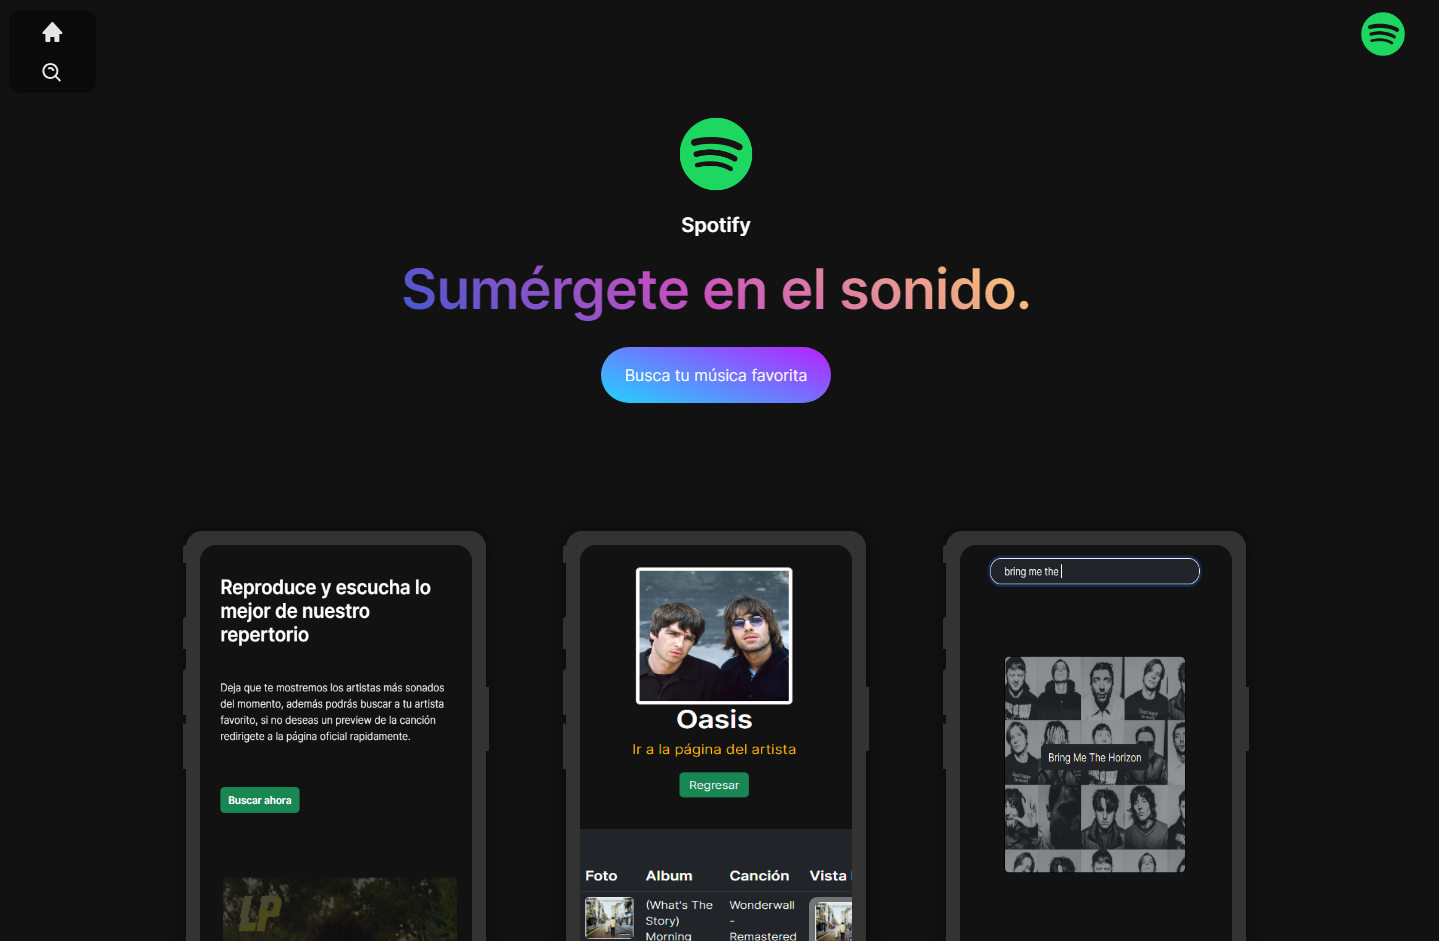 Spotify
Sumérgete en el sonido.
Busca tu música favorita
Reproduce y escucha lo
mejor de nuestro
repertorio
Deja que te mostremos los artistas más sonados
del momento, además podrás buscar a tu artista
favorito, si no deseas un preview de la canción
redirigete a la página oficial rapidamente.
Buscar ahora
LP
Oasis
Ir a la página del artista
Regresar
Foto Album Canción Vista
(What's The
Story)
Morning
Wonderwall
-
Remastered
bring me the
Bring Me The Horizon